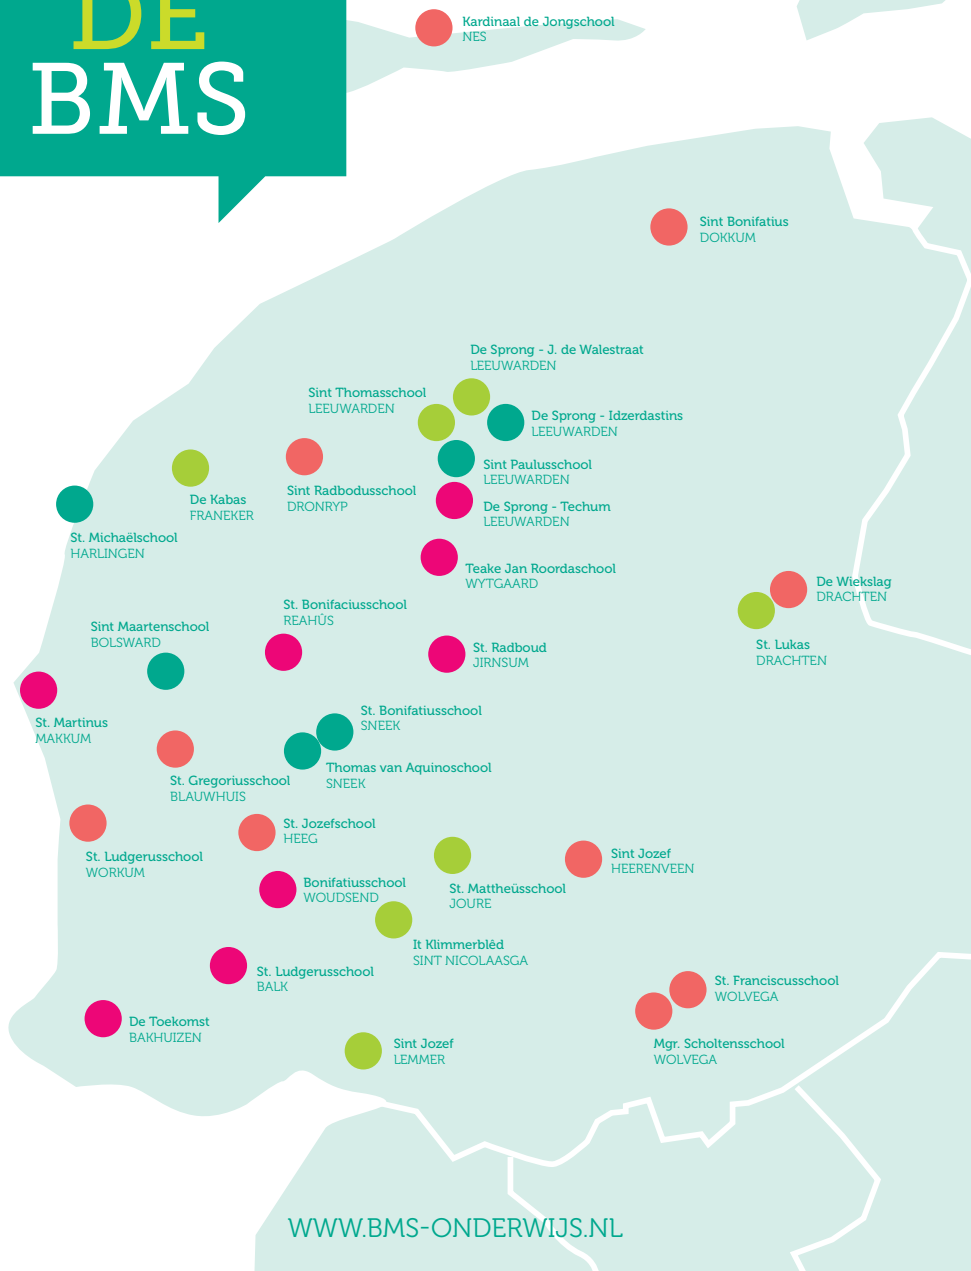 DE
BMS
Kardinaal de Jongschool
NES
Sint Bonifatius
DOKKUM
De Sprong - J. de Walestraat
LEEUWARDEN
Sint Thomasschool
LEEUWARDEN
De Sprong - Idzerdastins
LEEUWARDEN
Sint Paulusschool
LEEUWARDEN
Sint Radbodusschool
DRONRYP
De Kabas
FRANEKER
De Sprong - Techum
LEEUWARDEN
St. Michaëlschool
HARLINGEN
Teake Jan Roordaschool
WYTGAARD
De Wiekslag
DRACHTEN
St. Bonifaciusschool
REAHÛS
Sint Maartenschool
BOLSWARD
St. Radboud
JIRNSUM
St. Lukas
DRACHTEN
St. Bonifatiusschool
SNEEK
St. Martinus
MAKKUM
Thomas van Aquinoschool
SNEEK
St. Gregoriusschool
BLAUWHUIS
St. Jozefschool
HEEG
St. Ludgerusschool
WORKUM
Sint Jozef
HEERENVEEN
Bonifatiusschool
WOUDSEND
St. Mattheüsschool
JOURE
It Klimmerblêd
SINT NICOLAASGA
St. Ludgerusschool
BALK
St. Franciscusschool
WOLVEGA
De Toekomst
BAKHUIZEN
Sint Jozef
LEMMER
Mgr. Scholtensschool
WOLVEGA
WWW.BMS-ONDERWIJS.NL